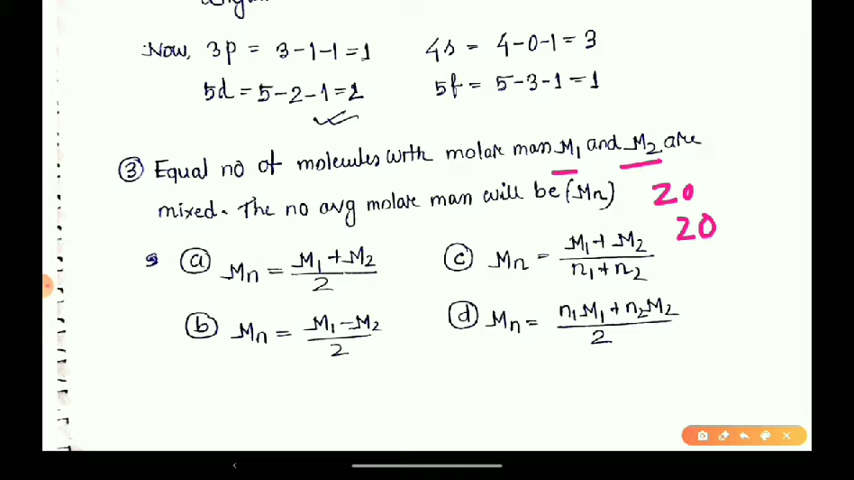 Now, 3p = 3-1-1=1 4s = 4-0-1 = 3
5d = 5-2-1=2 5f = 5-3-1 = 1
③ Equal no of molecules with molar mass M₁ and M₂ are
mixed. The no avg molar mass will be (Mn) 20
20
ⓐ Mn = M₁+M₂/2 ⓒ Mn = M₁+M₂/n₁+n₂
ⓑ Mn = M₁-M₂/2 ⓓ Mn = n₁M₁+n₂M₂/2